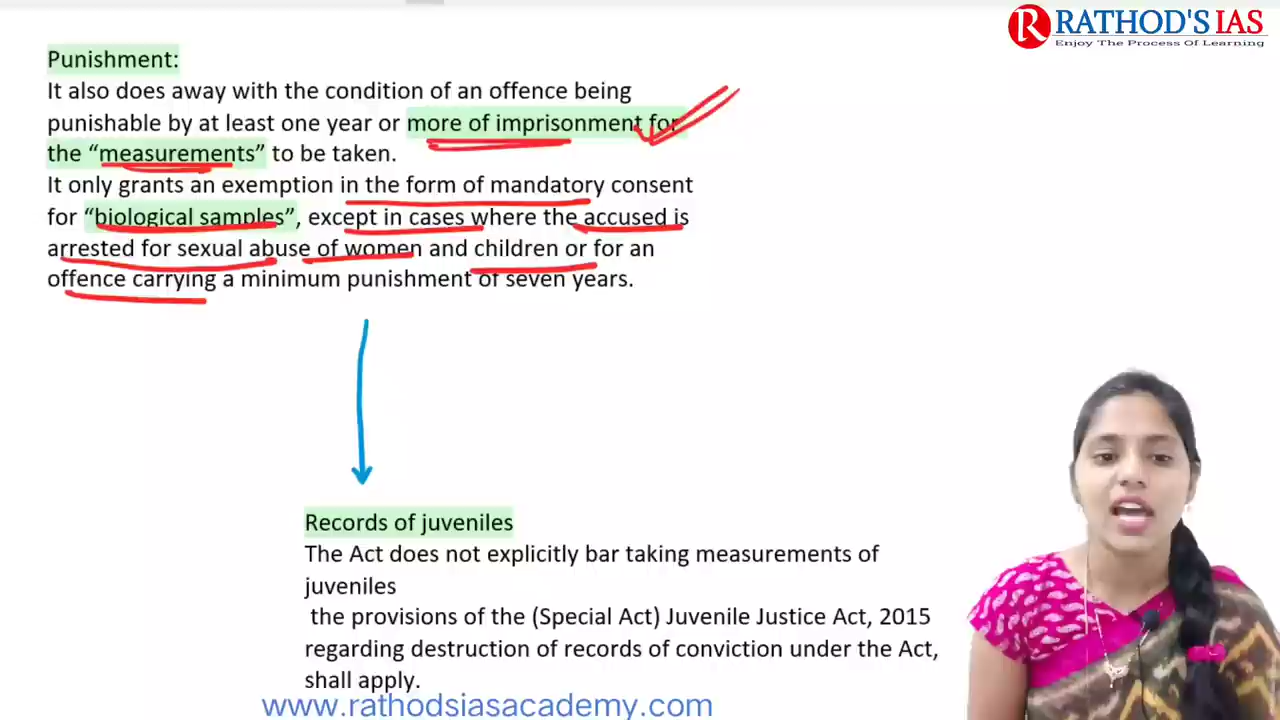 RATHOD'S IAS
Enjoy The Process Of Learning
Punishment:
It also does away with the condition of an offence being
punishable by at least one year or more of imprisonment for
the “measurements” to be taken.
It only grants an exemption in the form of mandatory consent
for “biological samples”, except in cases where the accused is
arrested for sexual abuse of women and children or for an
offence carrying a minimum punishment of seven years.
Records of juveniles
The Act does not explicitly bar taking measurements of
juveniles
the provisions of the (Special Act) Juvenile Justice Act, 2015
regarding destruction of records of conviction under the Act,
shall apply.
www.rathodsiasacademy.com